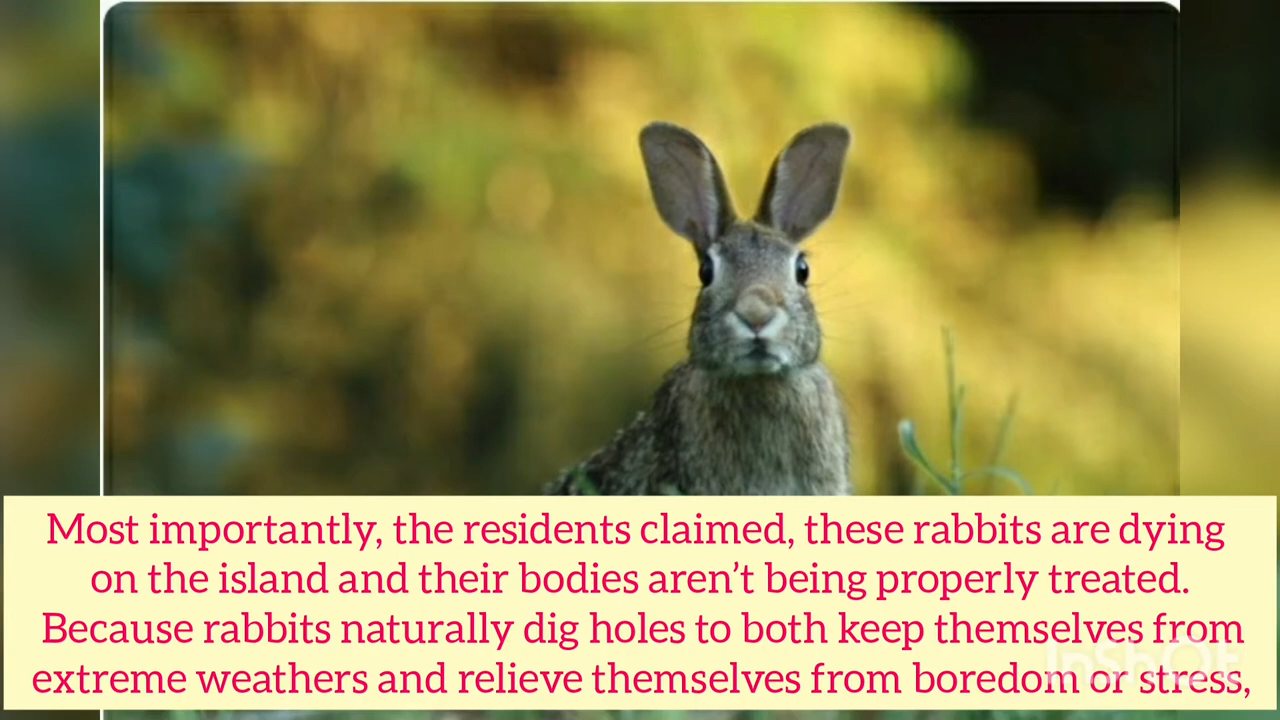 Most importantly, the residents claimed, these rabbits are dying
on the island and their bodies aren’t being properly treated.
Because rabbits naturally dig holes to both keep themselves from
extreme weathers and relieve themselves from boredom or stress,
InShOt